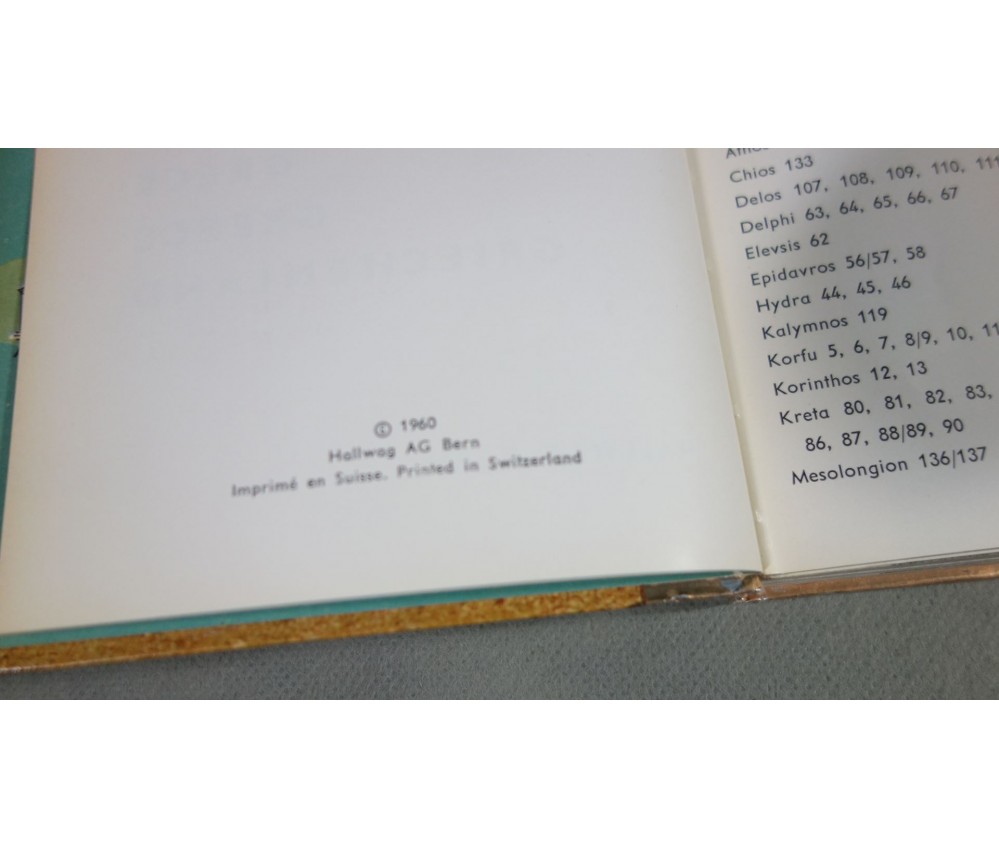 © 1960
Hallwag AG Bern
Imprimé en Suisse. Printed in Switzerland
Chios 133
Delos 107, 108, 109, 110, 111
Delphi 63, 64, 65, 66, 67
Elevsis 62
Epidavros 56/57, 58
Hydra 44, 45, 46
Kalymnos 119
Korfu 5, 6, 7, 8/9, 10, 11
Korinthos 12, 13
Kreta 80, 81, 82, 83,
86, 87, 88/89, 90
Mesolongion 136/137